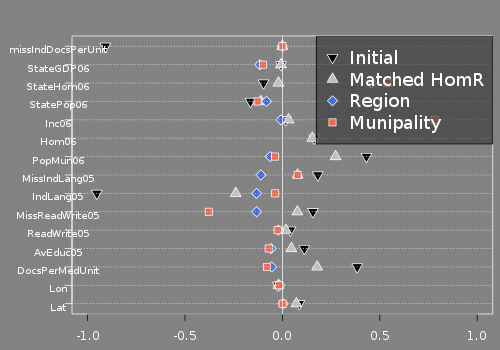 missIndDocsPerUnit
StateGDP06
StateHom06
StatePop06
Inc06
Hom06
PopMun06
MissIndLang05
IndLang05
MissReadWrite05
ReadWrite05
AvEduc05
DocsPerMedUnit
Lon
Lat
Initial
Matched HomR
Region
Munipality
-1.0 -0.5 0.0 0.5 1.0